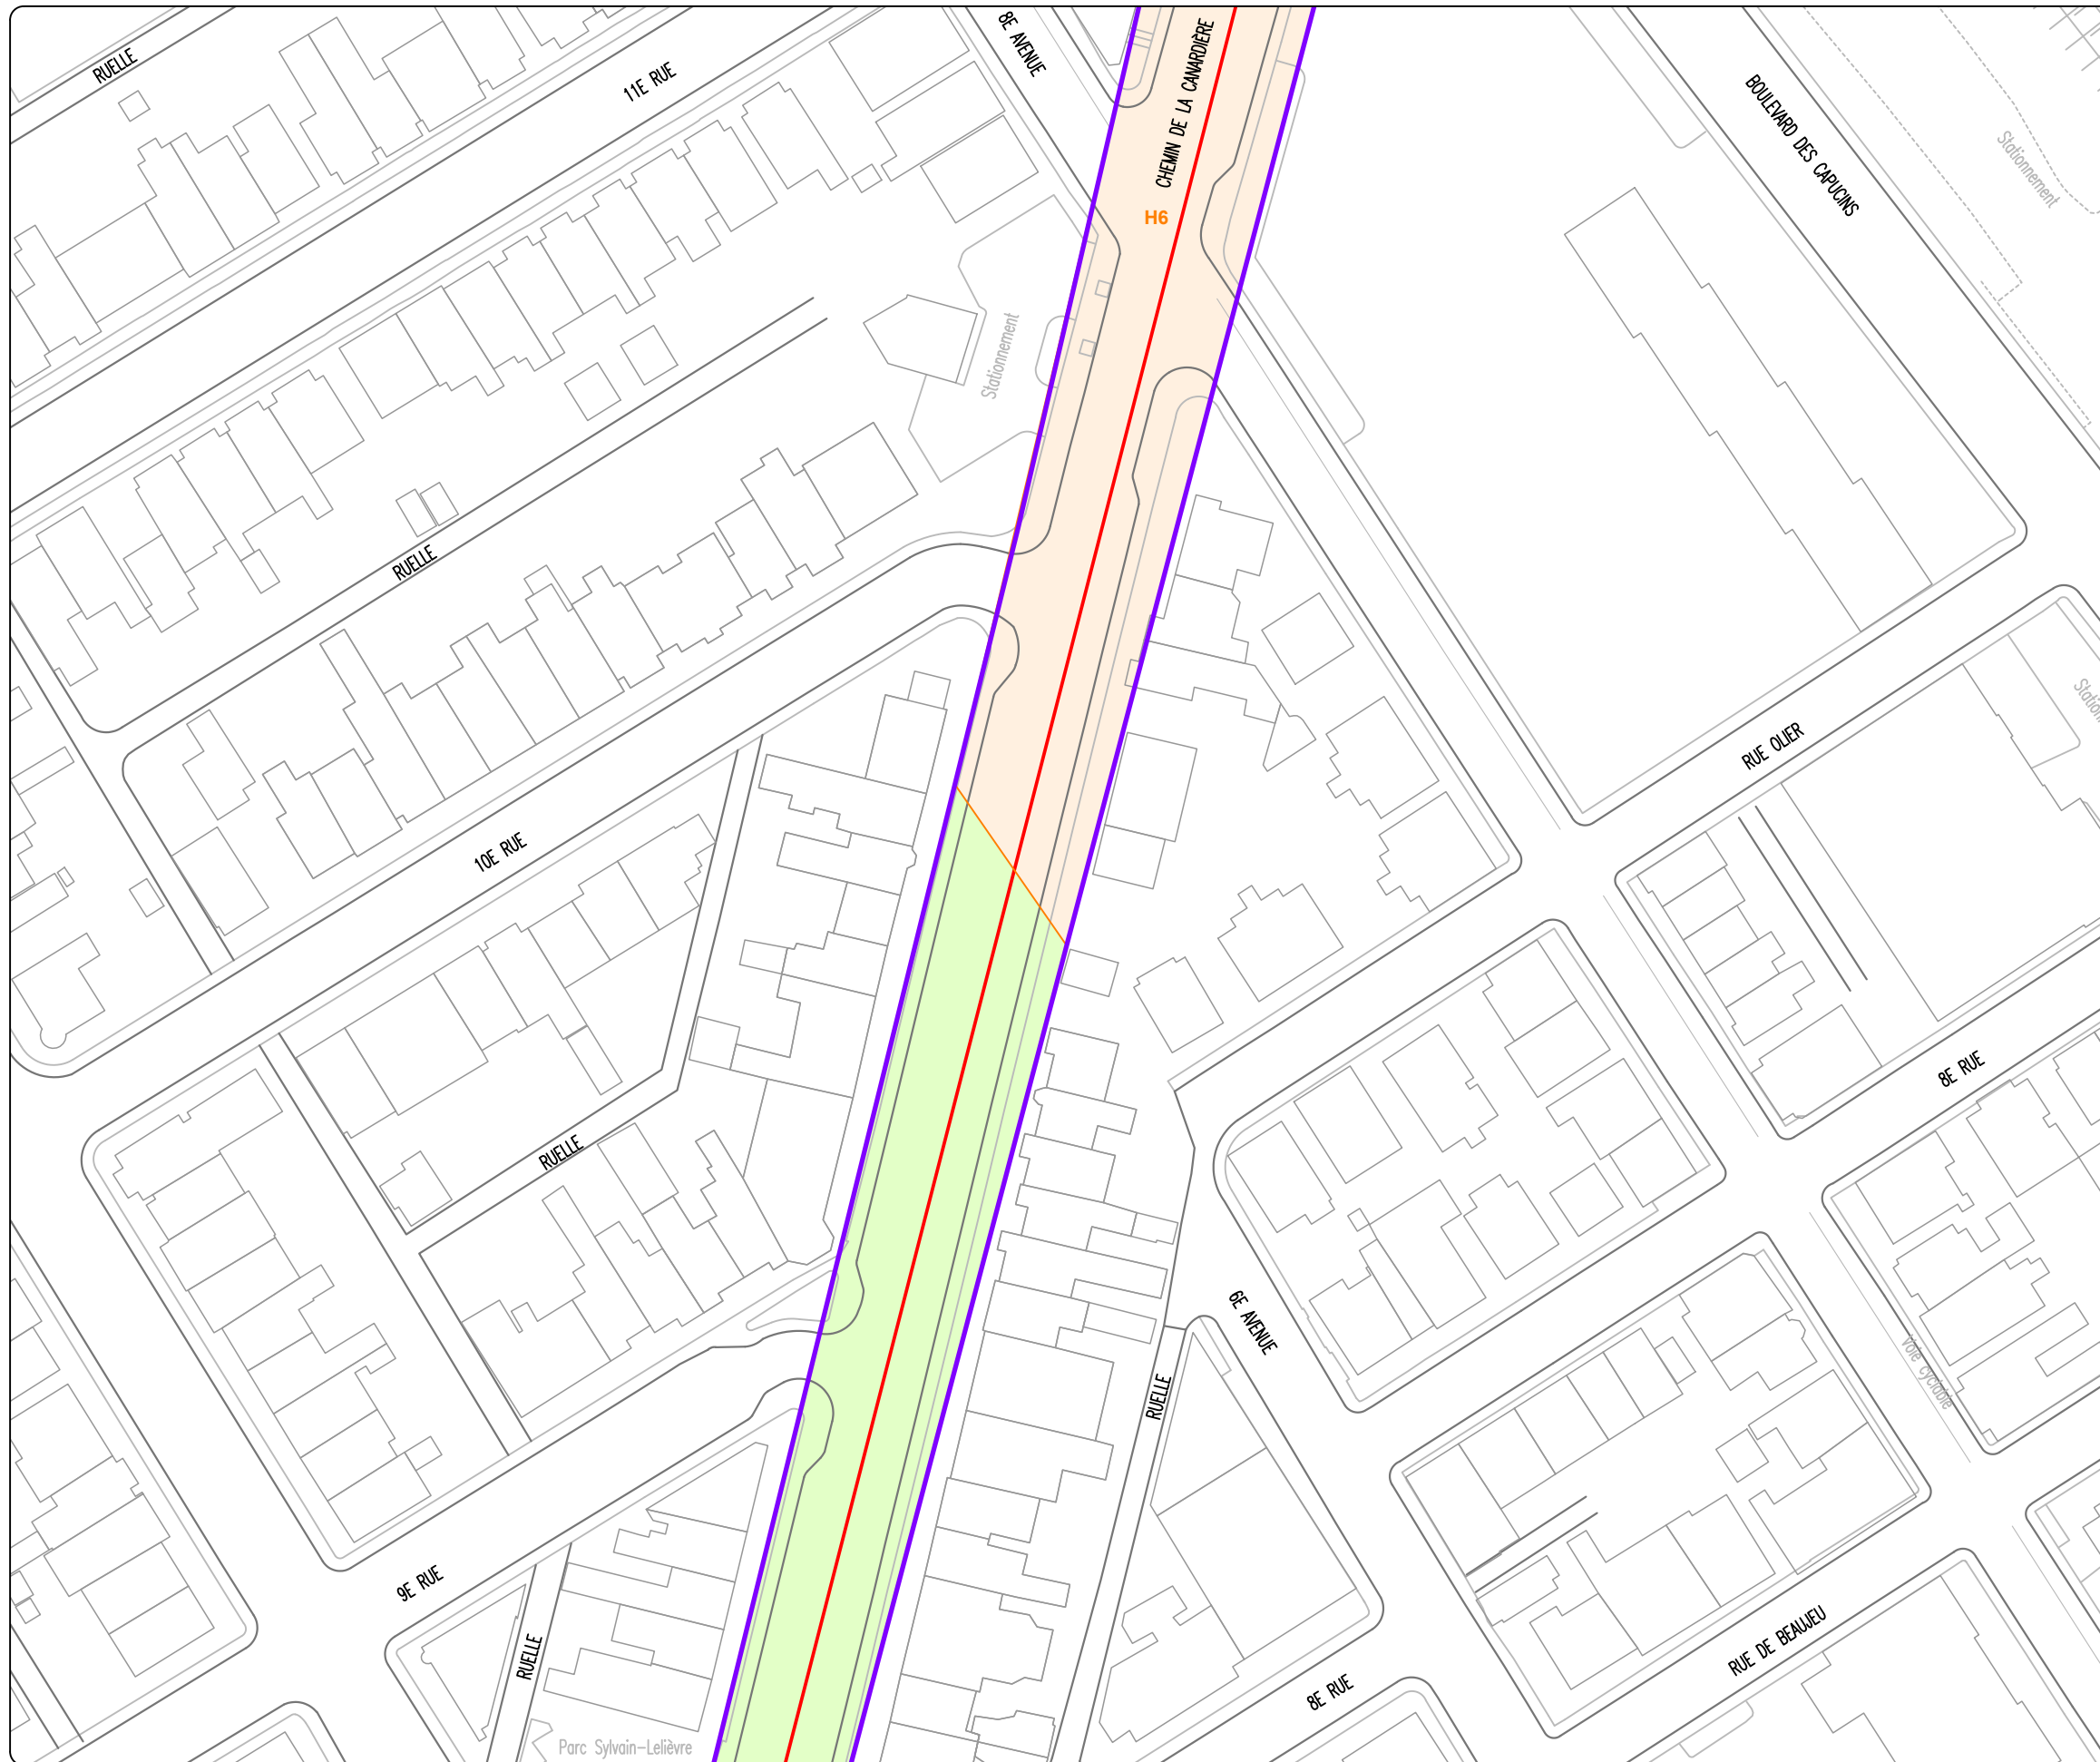 RUELLE
11E RUE
8E AVENUE
CHEMIN DE LA CANARDIÈRE
BOULEVARD DES CAPUCINS
Stationnement
H6
Stationnement
RUELLE
RUE OLIER
10E RUE
8E RUE
RUELLE
6E AVENUE
RUELLE
Voie cyclable
9E RUE
RUELLE
RUE DE BEAUJEU
8E RUE
Parc Sylvain-Lelièvre